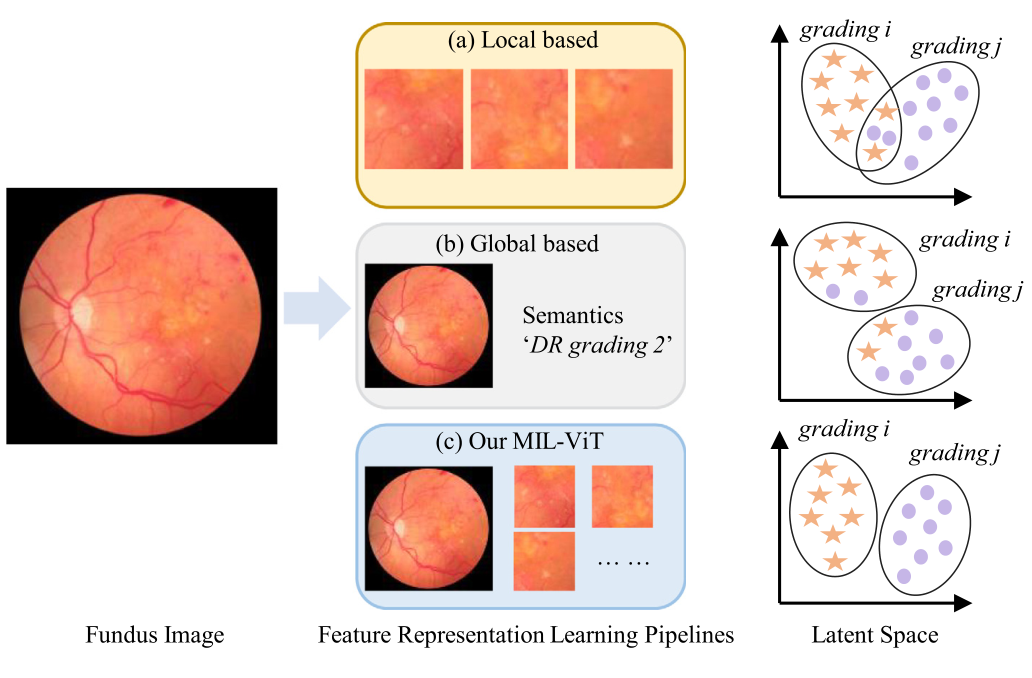 (a) Local based
grading i
grading j
(b) Global based
Semantics
‘DR grading 2’
grading i
grading j
(c) Our MIL-ViT
... ...
grading i
grading j
Fundus Image
Feature Representation Learning Pipelines
Latent Space